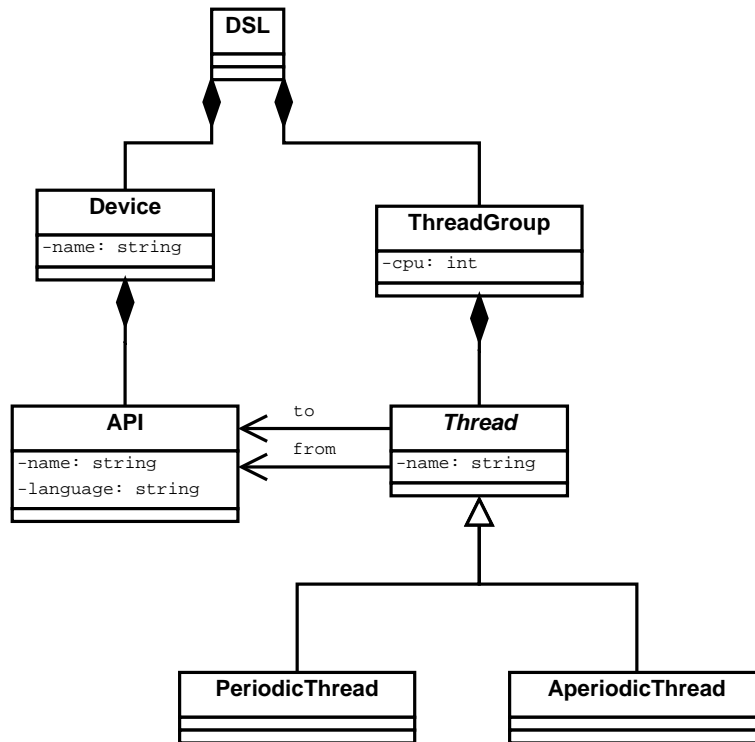 DSL
Device
-name: string
ThreadGroup
-cpu: int
API
-name: string
-language: string
to
from
Thread
-name: string
PeriodicThread
AperiodicThread